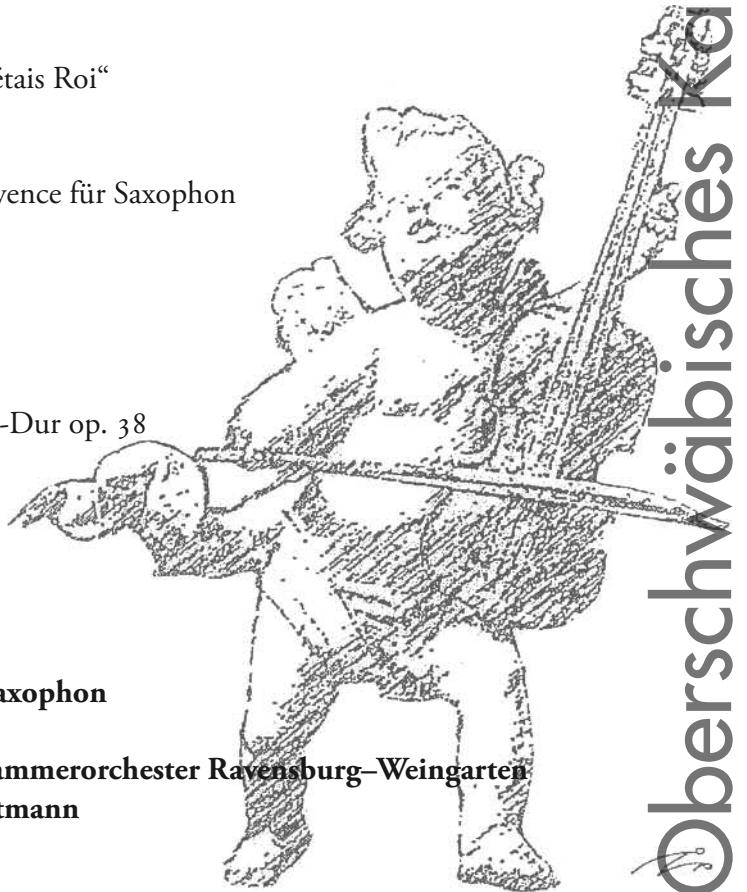 étais Roi“
vence für Saxophon
-Dur op. 38
axophon
ammerorchester Ravensburg–Weingarten
tmann
Oberschwäbisches Ka